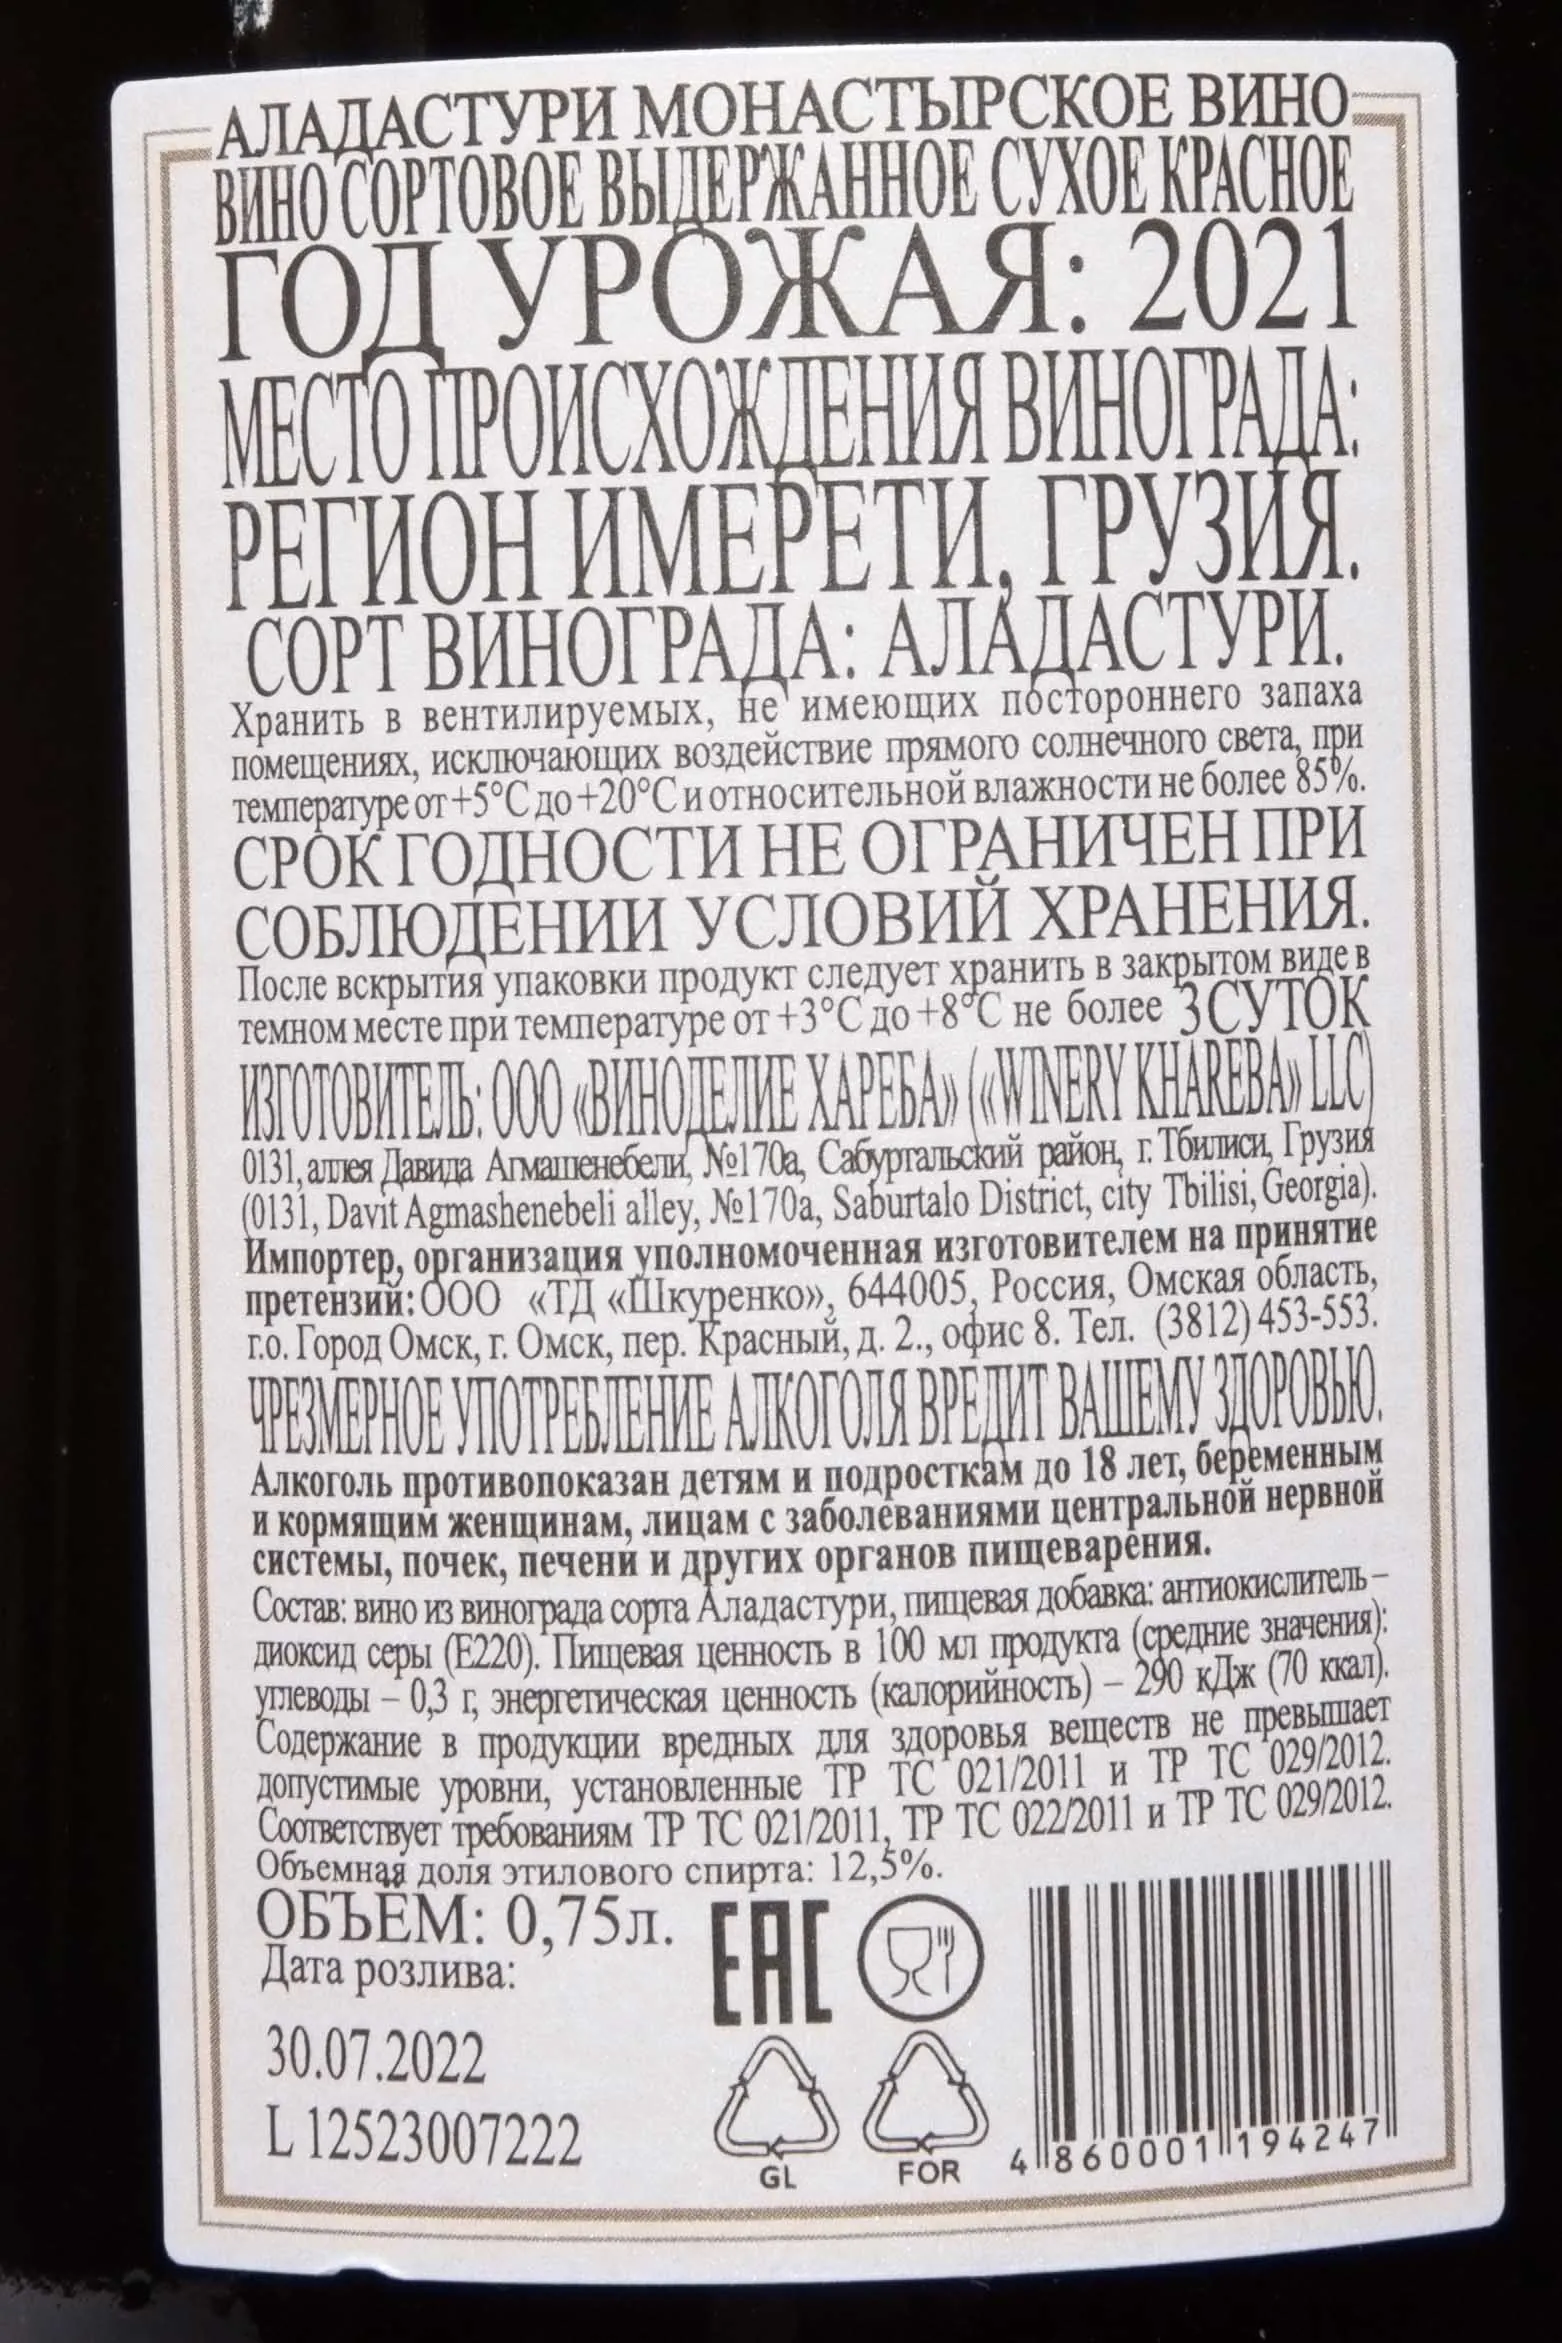 АЛАДАСТУРИ МОНАСТЫРСКОЕ ВИНО
ВИНО СОРТОВОЕ ВЫДЕРЖАННОЕ СУХОЕ КРАСНОЕ
ГОД УРОЖАЯ: 2021
МЕСТО ПРОИСХОЖДЕНИЯ ВИНОГРАДА:
РЕГИОН ИМЕРЕТИ, ГРУЗИЯ.
СОРТ ВИНОГРАДА: АЛАДАСТУРИ.
Хранить в вентилируемых, не имеющих постороннего запаха
помещениях, исключающих воздействие прямого солнечного света, при
температуре от +5°С до +20°С и относительной влажности не более 85%.
СРОК ГОДНОСТИ НЕ ОГРАНИЧЕН ПРИ
СОБЛЮДЕНИИ УСЛОВИЙ ХРАНЕНИЯ.
После вскрытия упаковки продукт следует хранить в закрытом виде в
темном месте при температуре от +3°С до +8°С не более 3 СУТОК
ИЗГОТОВИТЕЛЬ: ООО «ВИНОДЕЛИЕ ХАРЕБА» («WINERY KHAREBA» LLC)
0131, аллея Давида Агмашенебели, №170а, Сабурталський район, г. Тбилиси, Грузия
(0131, Davit Agmashenebeli alley, №170a, Saburtalo District, city Tbilisi, Georgia).
Импортер, организация уполномоченная изготовителем на принятие
претензий: ООО «ТД «Шкуренко», 644005, Россия, Омская область,
г.о. Город Омск, г. Омск, пер. Красный, д. 2., офис 8. Тел. (3812) 453-553.
ЧРЕЗМЕРНОЕ УПОТРЕБЛЕНИЕ АЛКОГОЛЯ ВРЕДИТ ВАШЕМУ ЗДОРОВЬЮ.
Алкоголь противопоказан детям и подросткам до 18 лет, беременным
и кормящим женщинам, лицам с заболеваниями центральной нервной
системы, почек, печени и других органов пищеварения.
Состав: вино из винограда сорта Аладастури, пищевая добавка: антиокислитель –
диоксид серы (Е220). Пищевая ценность в 100 мл продукта (средние значения):
углеводы – 0,3 г, энергетическая ценность (калорийность) – 290 кДж (70 ккал).
Содержание в продукции вредных для здоровья веществ не превышает
допустимые уровни, установленные ТР ТС 021/2011 и ТР ТС 029/2012.
Соответствует требованиям ТР ТС 021/2011, ТР ТС 022/2011 и ТР ТС 029/2012.
Объемная доля этилового спирта: 12,5%.
ОБЪЁМ: 0,75л.
EAC
Дата розлива:
30.07.2022
L 12523007222
GL
FOR
4 860001 194247